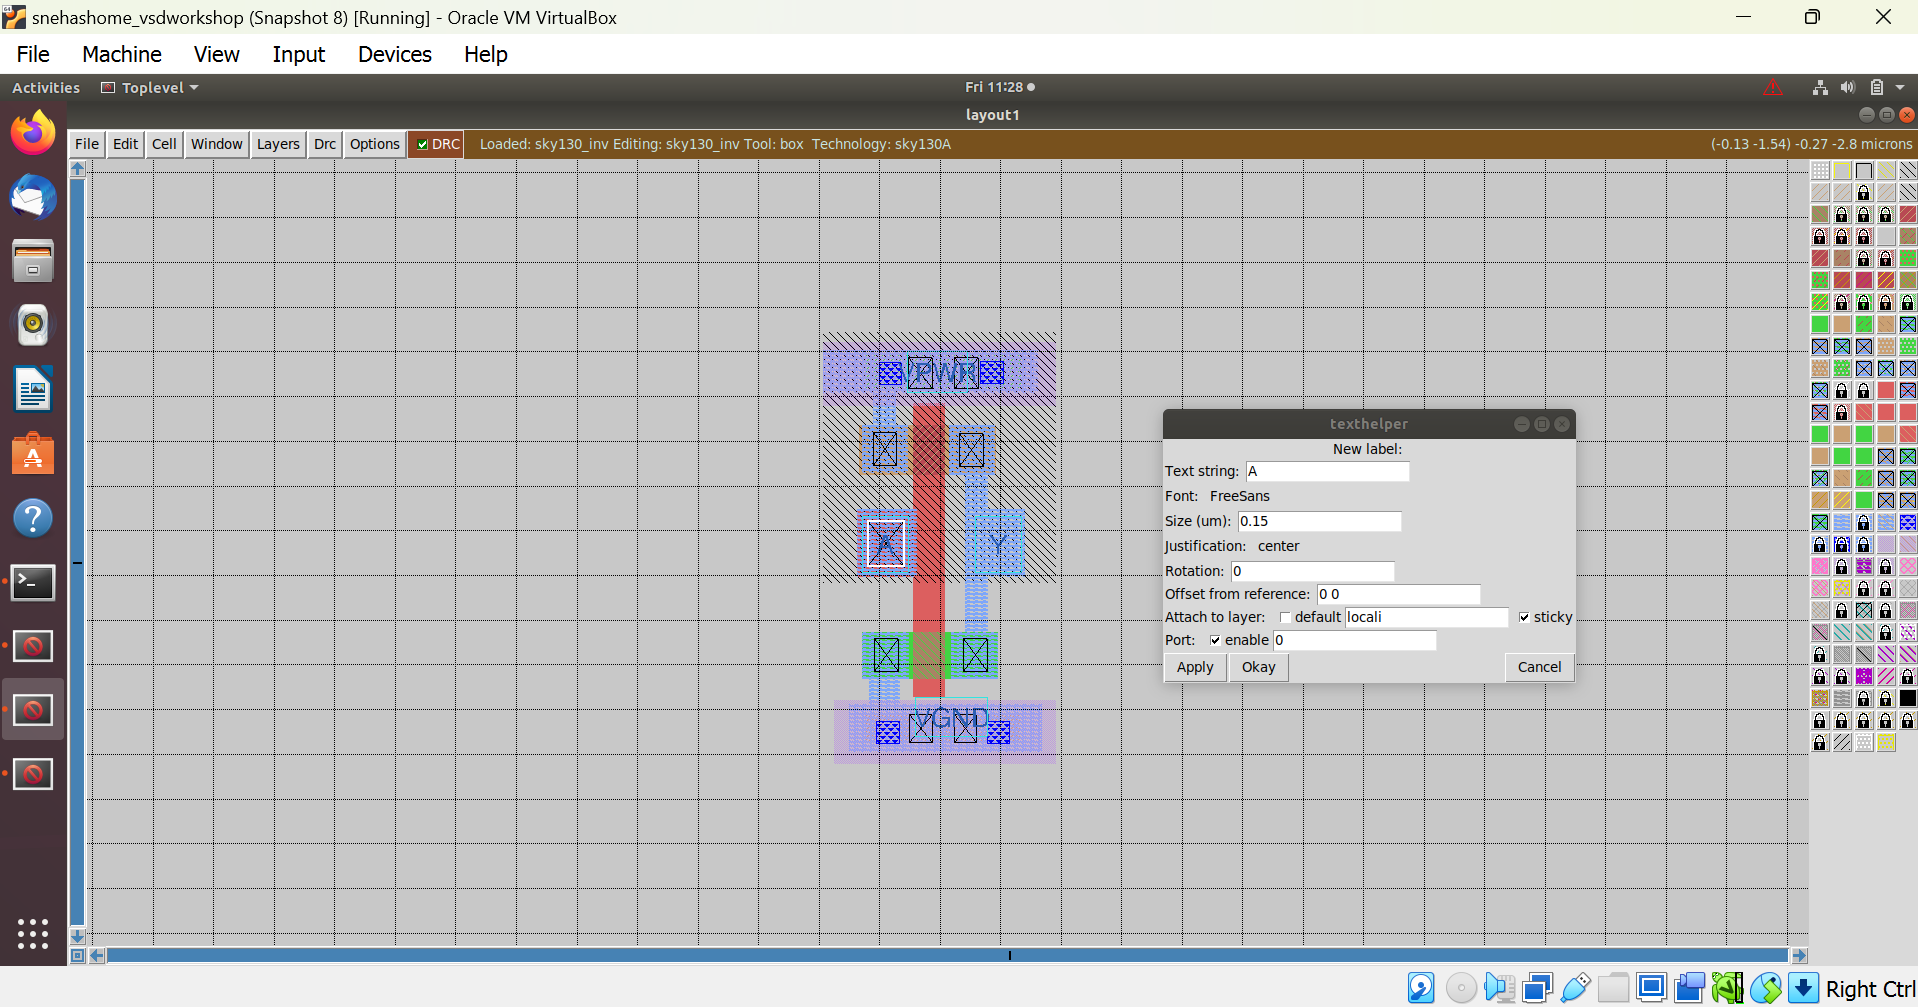 snehashome_vsdworkshop (Snapshot 8) [Running] - Oracle VM VirtualBox
File Machine View Input Devices Help
Activities Toplevel Fri 11:28
layout1
File Edit Cell Window Layers Drc Options DRC Loaded: sky130_inv Editing: sky130_inv Tool: box Technology: sky130A (-0.13 -1.54) -0.27 -2.8 microns
VPWR
A
Y
VGND
texthelper
New label:
Text string: A
Font: FreeSans
Size (um): 0.15
Justification: center
Rotation: 0
Offset from reference: 0 0
Attach to layer: default locali sticky
Port: enable 0
Apply Okay Cancel
Right Ctrl